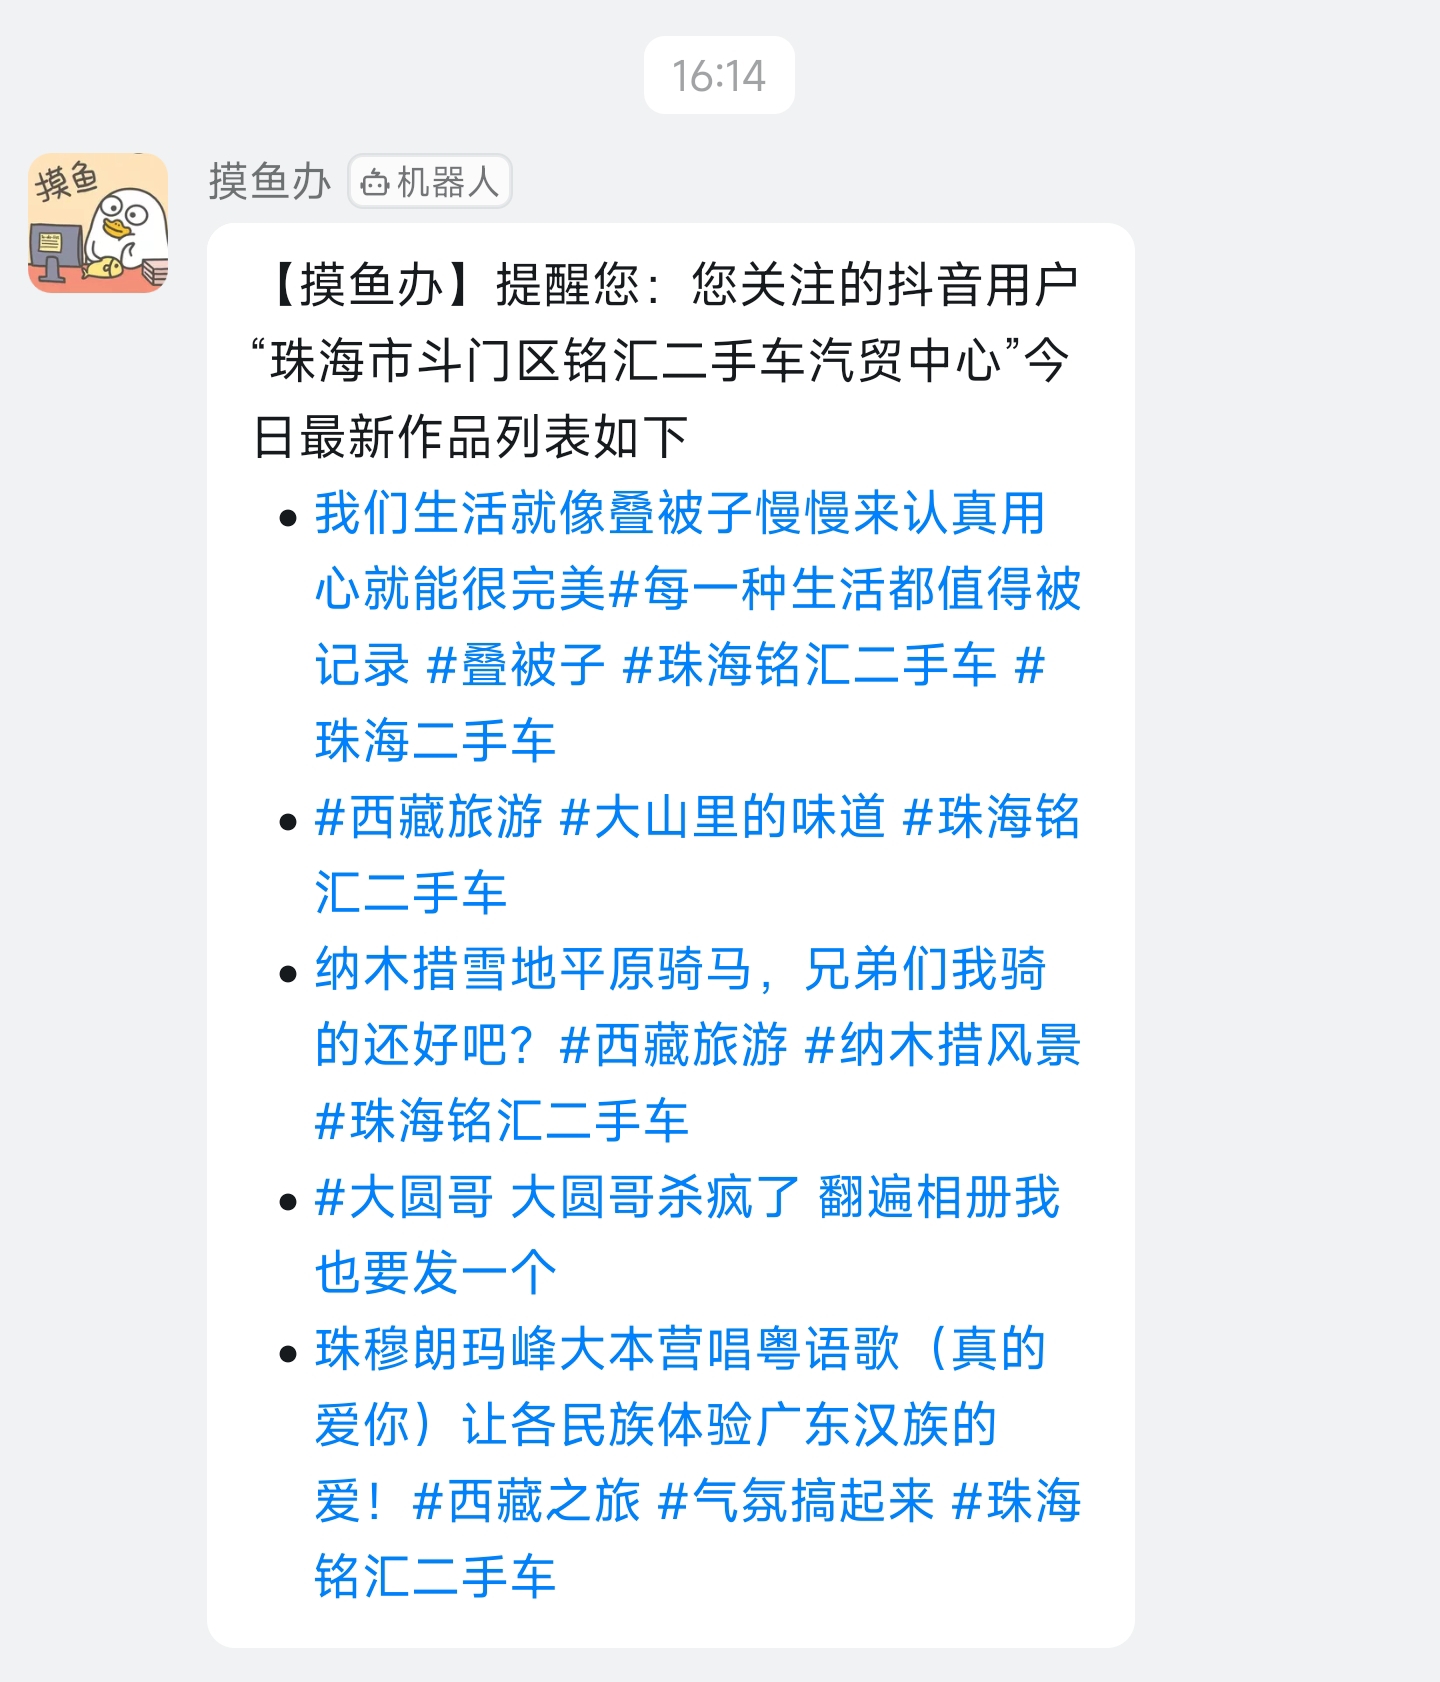 16:14
摸鱼
摸鱼办 机器人
【摸鱼办】提醒您：您关注的抖音用户
“珠海市斗门区铭汇二手车汽贸中心”今
日最新作品列表如下
• 我们生活就像叠被子慢慢来认真用
心就能很完美#每一种生活都值得被
记录 #叠被子 #珠海铭汇二手车 #
珠海二手车
• #西藏旅游 #大山里的味道 #珠海铭
汇二手车
• 纳木措雪地平原骑马，兄弟们我骑
的还好吧？#西藏旅游 #纳木措风景
#珠海铭汇二手车
• #大圆哥 大圆哥杀疯了 翻遍相册我
也要发一个
• 珠穆朗玛峰大本营唱粤语歌（真的
爱你）让各民族体验广东汉族的
爱！#西藏之旅 #气氛搞起来 #珠海
铭汇二手车